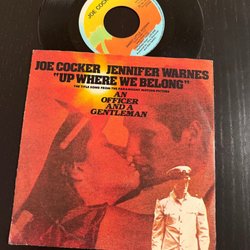 JOE COCKER
JOE COCKER JENNIFER WARNES
"UP WHERE WE BELONG"
THE TITLE SONG FROM THE PARAMOUNT MOTION PICTURE
AN
OFFICER
AND A
GENTLEMAN